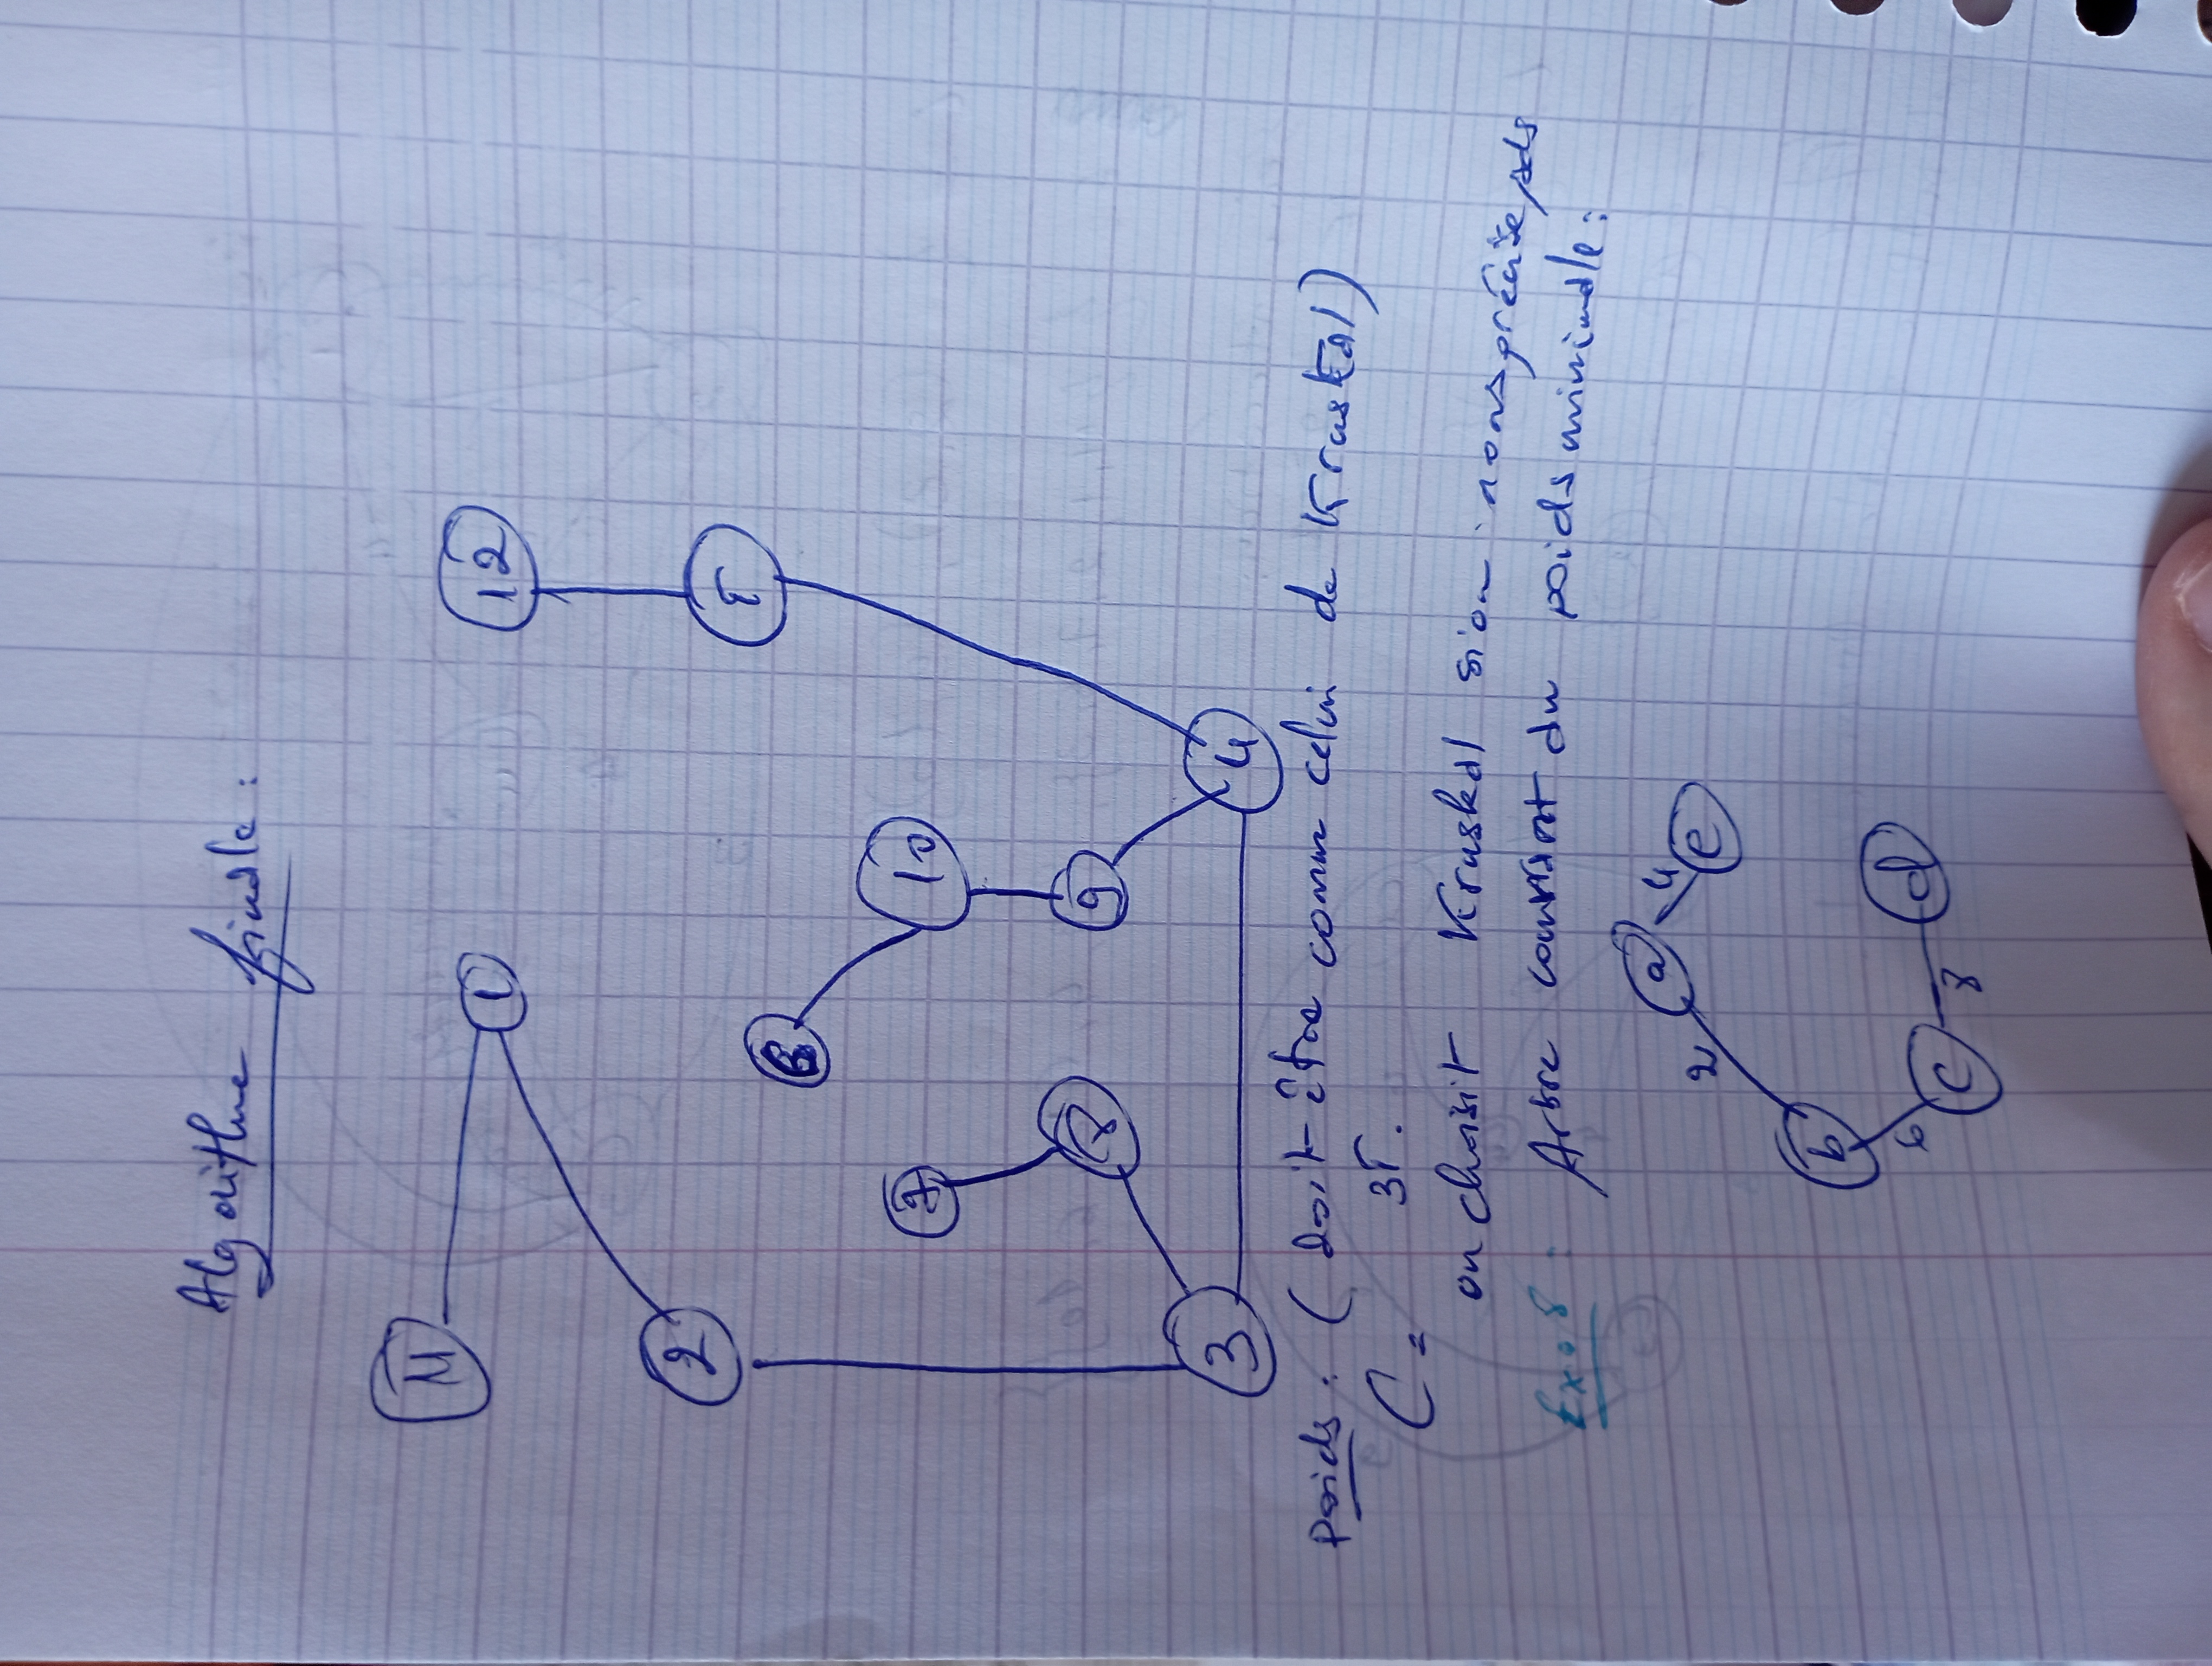 Algorithme finale :
11
1
12
2
5
6
10
7
8
9
3
4
poids : ( doit être comme celui de Kruskal)
C = 35.
on choisit Kruskal si on nous précise pas
Ex. 8 : Arbre couvrant du poids minimale :
a
4
e
2
b
6
c
8
d